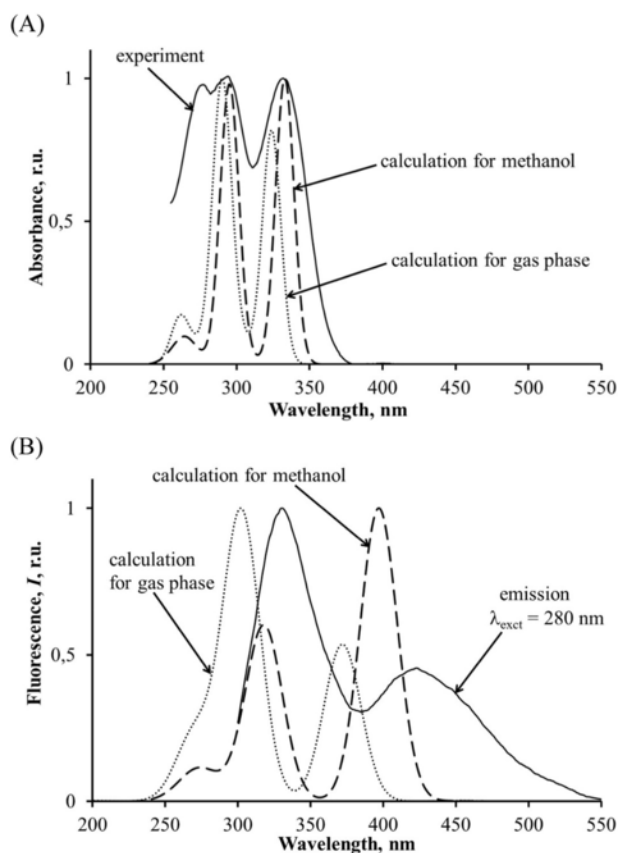 (A)
experiment
1
calculation for methanol
0,5
calculation for gas phase
0
200 250 300 350 400 450 500 550
Wavelength, nm
Absorbance, r.u.
(B)
calculation for methanol
1
calculation
for gas phase
emission
λexct = 280 nm
0,5
0
200 250 300 350 400 450 500 550
Wavelength, nm
Fluorescence, I, r.u.